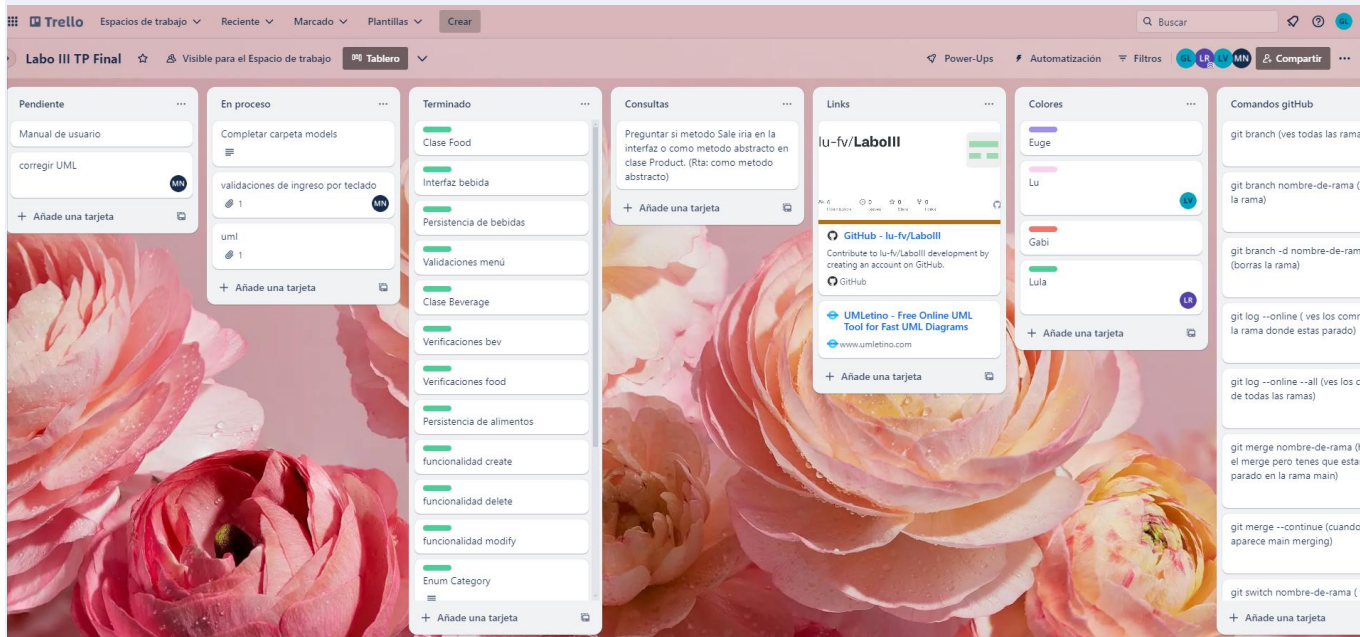 Trello
Espacios de trabajo
Reciente
Marcado
Plantillas
Crear
Buscar
GL
Labo III TP Final
Visible para el Espacio de trabajo
Tablero
Power-Ups
Automatización
Filtros
GL
LR
LV
MN
Compartir
Pendiente
Manual de usuario
corregir UML
MN
+ Añade una tarjeta
En proceso
Completar carpeta models
validaciones de ingreso por teclado
1
MN
uml
1
+ Añade una tarjeta
Terminado
Clase Food
Interfaz bebida
Persistencia de bebidas
Validaciones menú
Clase Beverage
Verificaciones bev
Verificaciones food
Persistencia de alimentos
funcionalidad create
funcionalidad delete
funcionalidad modify
Enum Category
+ Añade una tarjeta
Consultas
Preguntar si metodo Sale iria en la
interfaz o como metodo abstracto en
clase Product. (Rta: como metodo
abstracto)
+ Añade una tarjeta
Links
lu-fv/LaboIII
GitHub - lu-fv/LaboIII
Contribute to lu-fv/LaboIII development by
creating an account on GitHub.
GitHub
UMLetino - Free Online UML
Tool for Fast UML Diagrams
www.umletino.com
+ Añade una tarjeta
Colores
Euge
Lu
LV
Gabi
Lula
LR
+ Añade una tarjeta
Comandos gitHub
git branch (ves todas las rama
git branch nombre-de-rama (
la rama)
git branch -d nombre-de-ram
(borras la rama)
git log --online ( ves los comm
la rama donde estas parado)
git log --online --all (ves los c
de todas las ramas)
git merge nombre-de-rama (h
el merge pero tenes que esta
parado en la rama main)
git merge --continue (cuando
aparece main merging)
git switch nombre-de-rama (
+ Añade una tarjeta